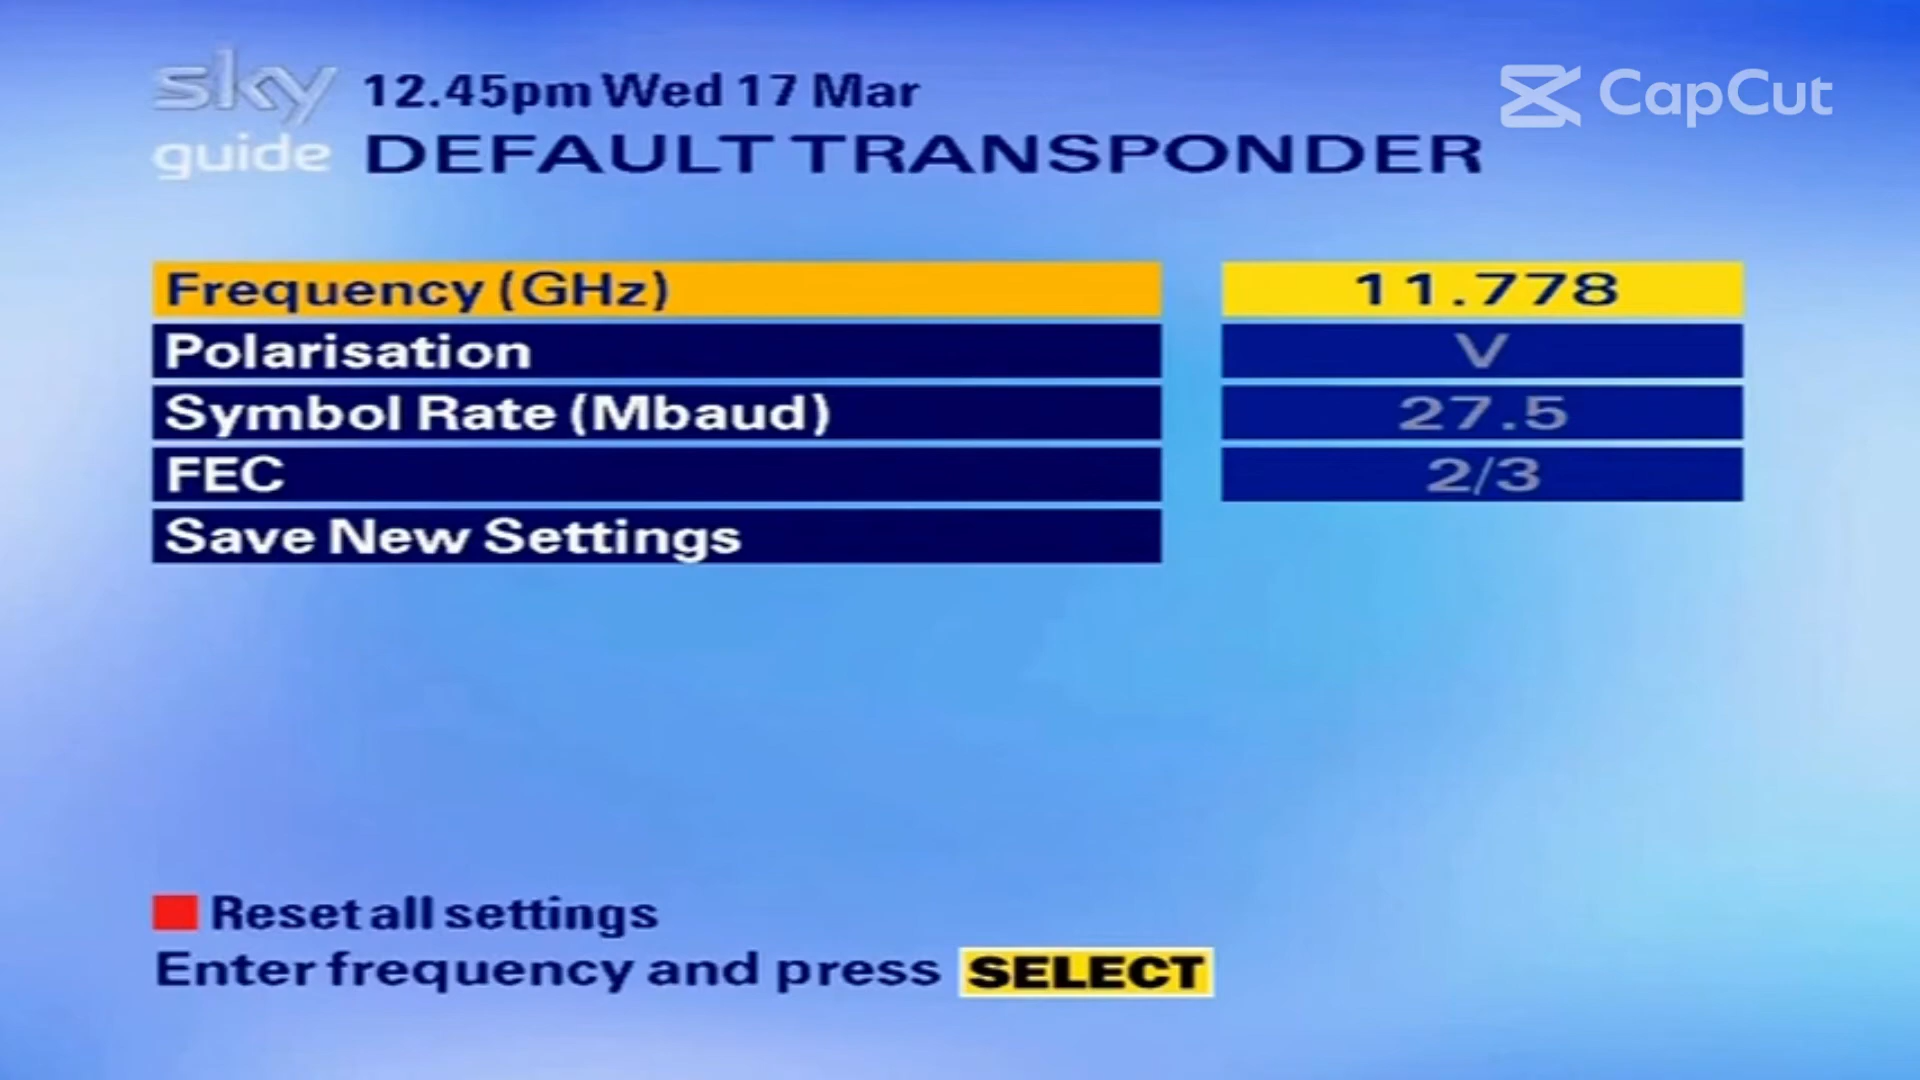 sky guide
12.45pm Wed 17 Mar
CapCut
DEFAULT TRANSPONDER
Frequency (GHz) 11.778
Polarisation V
Symbol Rate (Mbaud) 27.5
FEC 2/3
Save New Settings
Reset all settings
Enter frequency and press SELECT